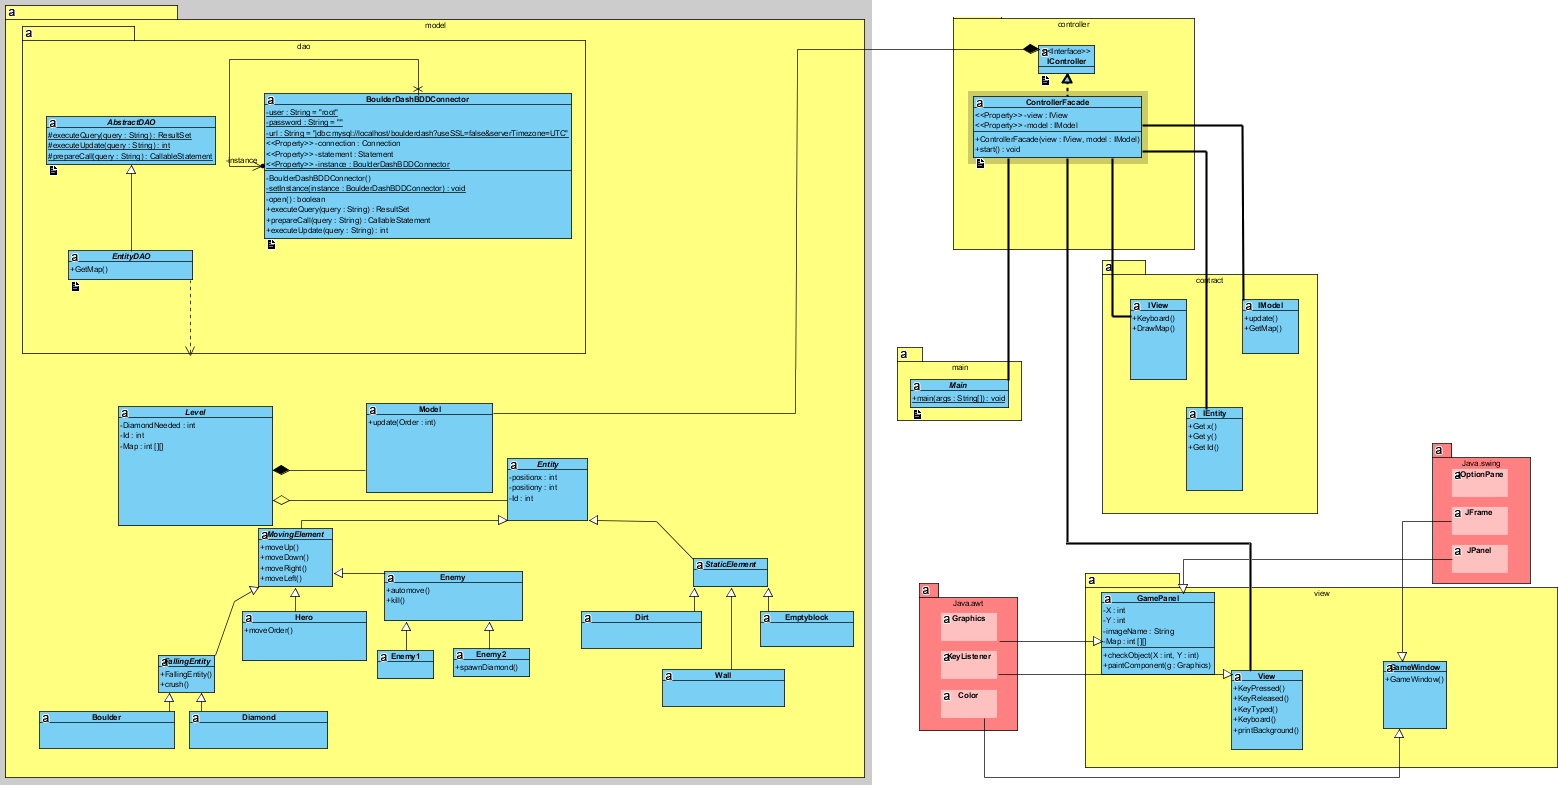 a
model
a
dao
a
AbstractDAO
#executeQuery(query : String) : ResultSet
#executeUpdate(query : String) : int
#prepareCall(query : String) : CallableStatement
a
EntityDAO
+GetMap()
a
BoulderDashBDDConnector
-user : String = "root"
-password : String = ""
-url : String = "jdbc:mysql://localhost/boulderdash?useSSL=false&serverTimezone=UTC"
<<Property>> -connection : Connection
<<Property>> -statement : Statement
<<Property>> -instance : BoulderDashBDDConnector
-BoulderDashBDDConnector()
-setInstance(instance : BoulderDashBDDConnector) : void
-open() : boolean
+executeQuery(query : String) : ResultSet
+prepareCall(query : String) : CallableStatement
+executeUpdate(query : String) : int
-instance
a
Level
-DiamondNeeded : int
-Id : int
-Map : int [][]
a
Model
+update(Order : int)
a
Entity
-positionx : int
-positiony : int
-Id : int
a
MovingElement
+moveUp()
+moveDown()
+moveRight()
+moveLeft()
a
Enemy
+automove()
+kill()
a
StaticElement
a
Hero
+moveOrder()
a
Dirt
a
Emptyblock
a
FallingEntity
+FallingEntity()
+crush()
a
Enemy1
a
Enemy2
+spawnDiamond()
a
Wall
a
Boulder
a
Diamond
controller
a
<<Interface>>
IController
a
ControllerFacade
<<Property>> -view : IView
<<Property>> -model : IModel
+ControllerFacade(view : IView, model : IModel)
+start() : void
a
contract
a
IView
+Keyboard()
+DrawMap()
a
IModel
+update()
+GetMap()
a
IEntity
+Get x()
+Get y()
+Get Id()
a
main
a
Main
+main(args : String[]) : void
a
Java.swing
a
OptionPane
a
JFrame
a
JPanel
a
Java.awt
a
Graphics
a
KeyListener
a
Color
a
view
a
GamePanel
-X : int
-Y : int
-imageName : String
-Map : int [][]
+checkObject(X : int, Y : int)
+paintComponent(g : Graphics)
a
View
+KeyPressed()
+KeyReleased()
+KeyTyped()
+Keyboard()
+printBackground()
a
GameWindow
+GameWindow()